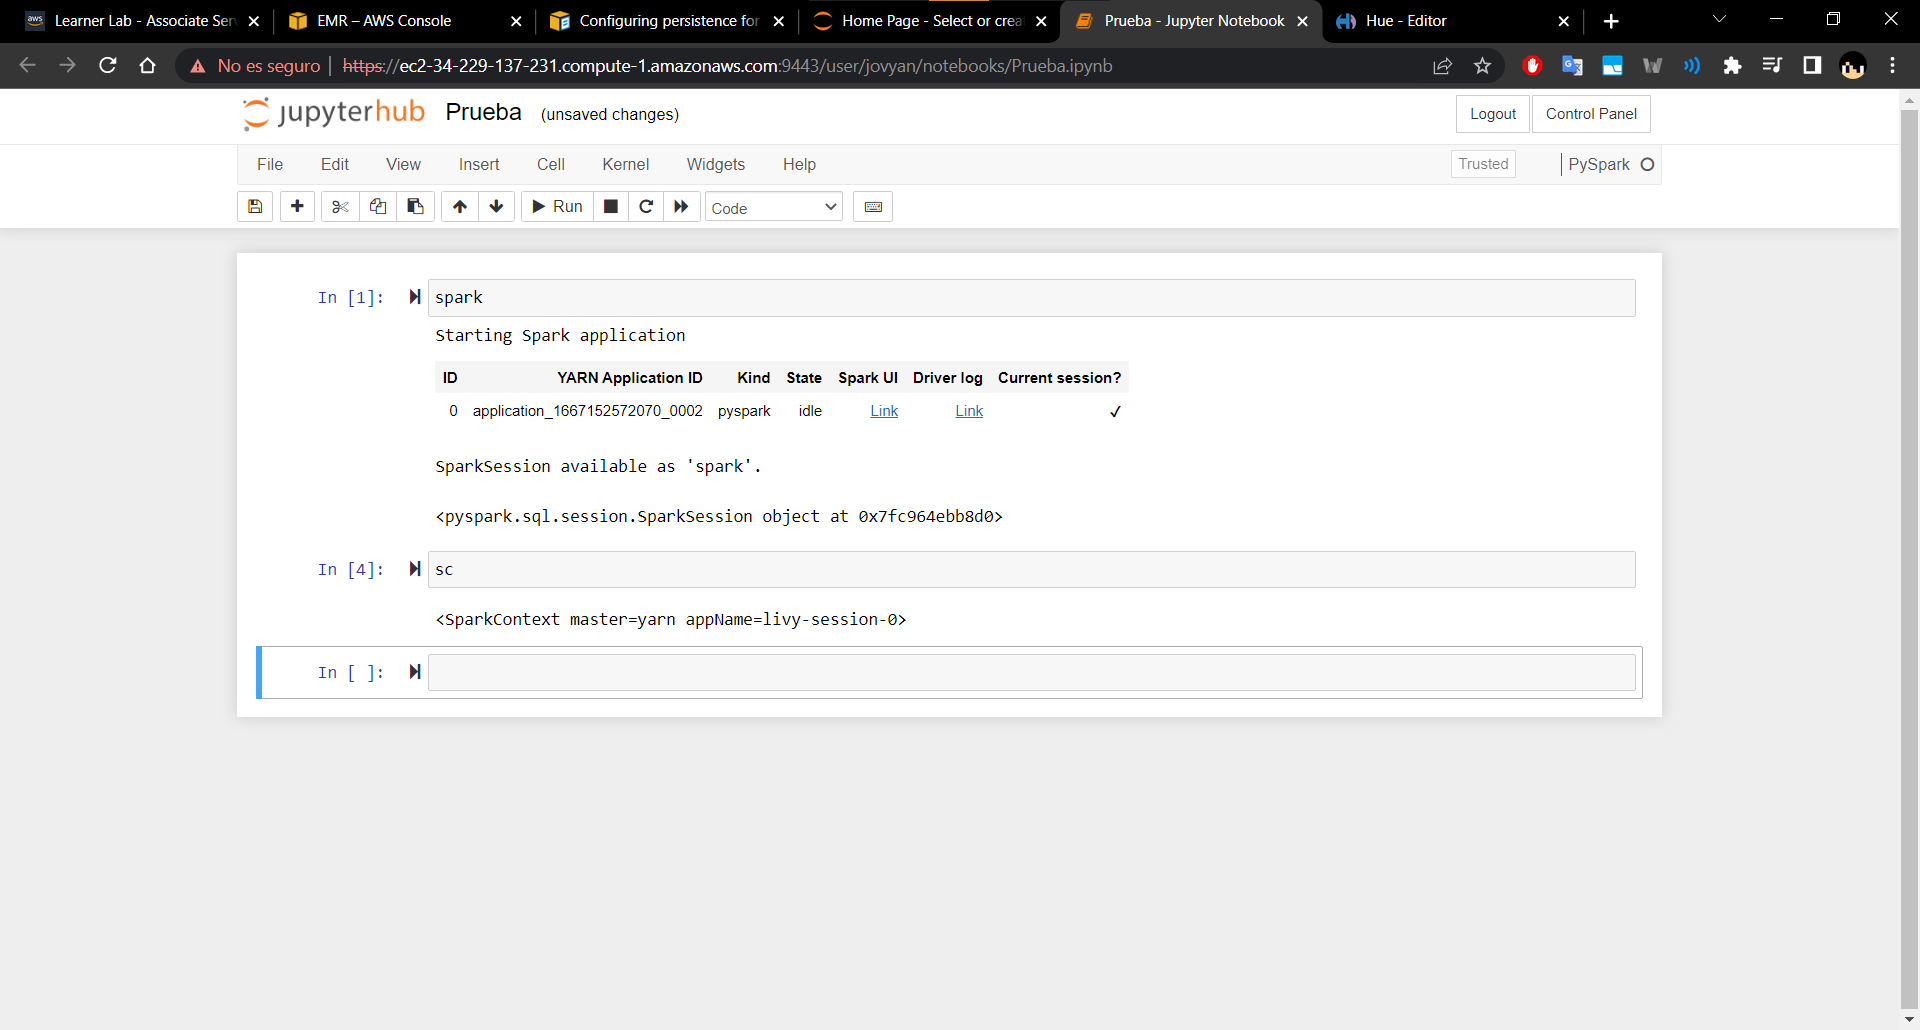 aws Learner Lab - Associate Serv
EMR – AWS Console
Configuring persistence for
Home Page - Select or crea
Prueba - Jupyter Notebook
Hue - Editor
No es seguro | https://ec2-34-229-137-231.compute-1.amazonaws.com:9443/user/jovyan/notebooks/Prueba.ipynb
jupyterhub Prueba (unsaved changes) Logout Control Panel
File Edit View Insert Cell Kernel Widgets Help Trusted PySpark
Run Code
In [1]: spark
Starting Spark application
ID YARN Application ID Kind State Spark UI Driver log Current session?
0 application_1667152572070_0002 pyspark idle Link Link ✓
SparkSession available as 'spark'.
<pyspark.sql.session.SparkSession object at 0x7fc964ebb8d0>
In [4]: sc
<SparkContext master=yarn appName=livy-session-0>
In [ ]: